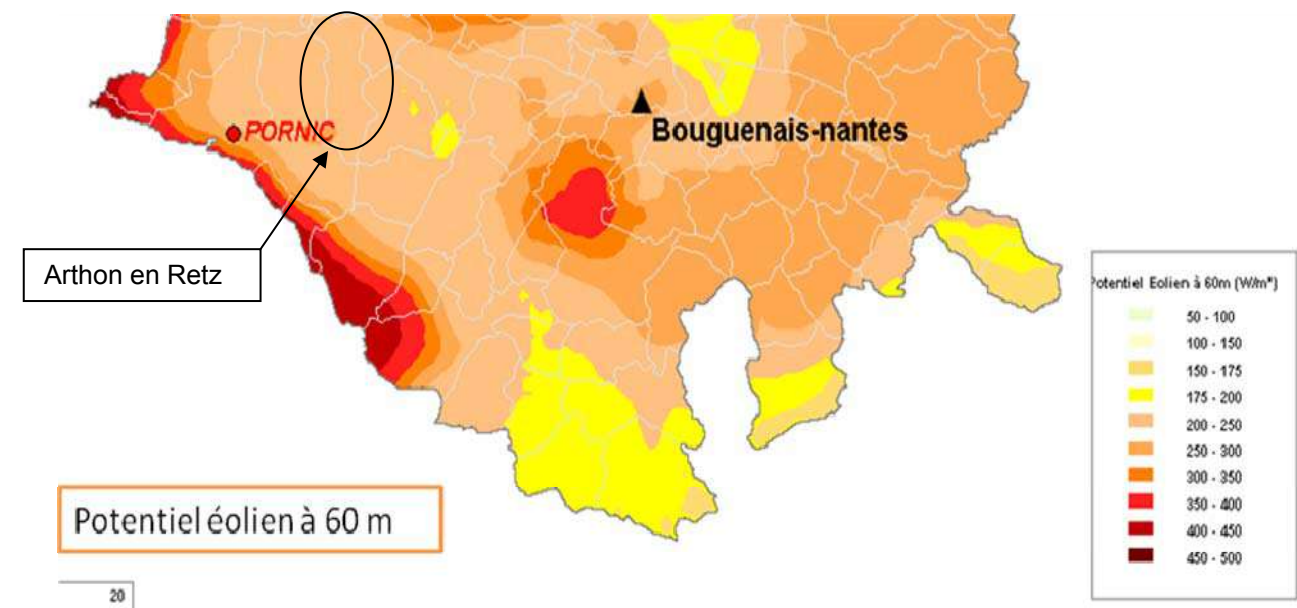 PORNIC
Bouguenais-nantes
Arthon en Retz
Potentiel Eolien à 60m (W/m²)
50 - 100
100 - 150
150 - 175
175 - 200
200 - 250
250 - 300
300 - 350
350 - 400
400 - 450
450 - 500
Potentiel éolien à 60 m
20